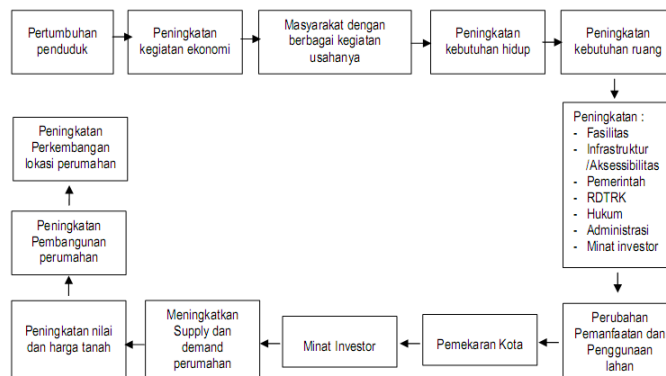 Pertumbuhan
penduduk
Peningkatan
kegiatan ekonomi
Masyarakat dengan
berbagai kegiatan
usahanya
Peningkatan
kebutuhan hidup
Peningkatan
kebutuhan ruang
Peningkatan :
- Fasilitas
- Infrastruktur
/Aksessibilitas
- Pemerintah
- RDTRK
- Hukum
- Administrasi
- Minat investor
Perubahan
Pemanfaatan dan
Penggunaan
lahan
Pemekaran Kota
Minat Investor
Meningkatkan
Supply dan
demand
perumahan
Peningkatan nilai
dan harga tanah
Peningkatan
Pembangunan
perumahan
Peningkatan
Perkembangan
lokasi perumahan